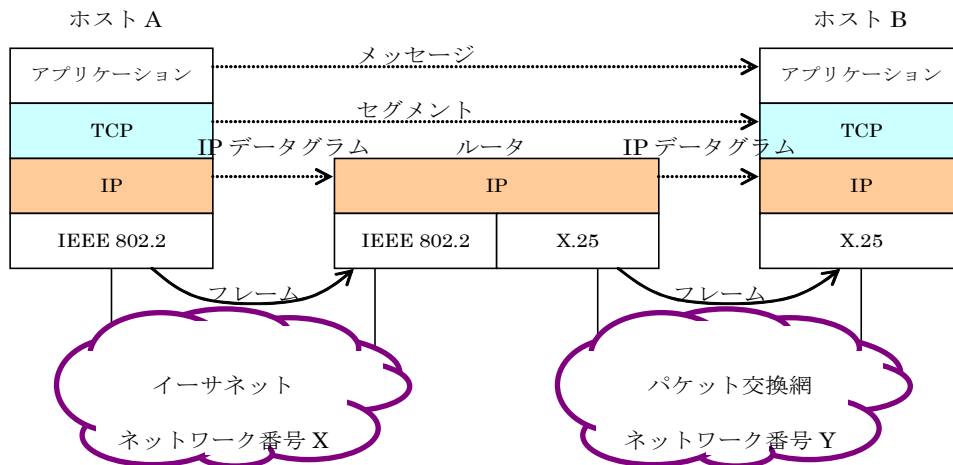 ホスト A
ホスト B
アプリケーション
メッセージ
アプリケーション
TCP
セグメント
TCP
IP データグラム
ルータ
IP データグラム
IP
IP
IP
IEEE 802.2
IEEE 802.2
X.25
X.25
フレーム
フレーム
イーサネット
パケット交換網
ネットワーク番号 X
ネットワーク番号 Y